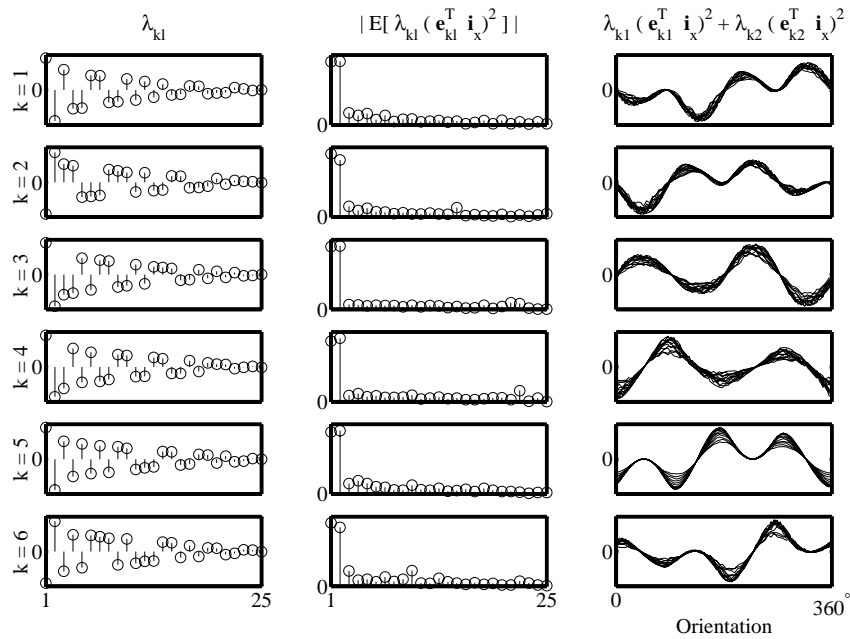 λkl
| E[ λkl ( eklT ix)2 ] |
λk1 ( ek1T ix)2 + λk2 ( ek2T ix)2
k = 1
0
0
0
k = 2
0
0
0
k = 3
0
0
0
k = 4
0
0
0
k = 5
0
0
0
k = 6
0
0
0
1
25
1
25
0
360°
Orientation